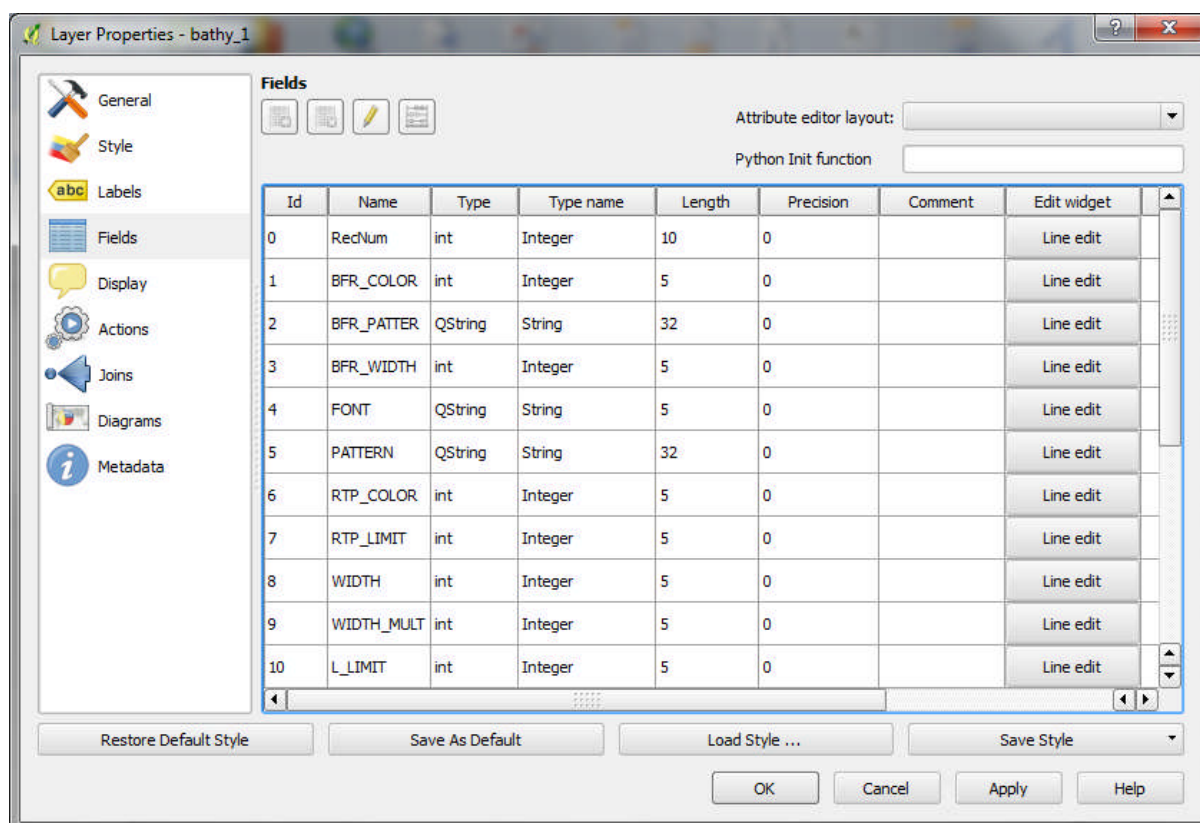 Layer Properties - bathy_1
General
Style
abc Labels
Fields
Display
Actions
Joins
Diagrams
Metadata
Fields
Attribute editor layout:
Python Init function
Id Name Type Type name Length Precision Comment Edit widget
0 RecNum int Integer 10 0 Line edit
1 BFR_COLOR int Integer 5 0 Line edit
2 BFR_PATTER QString String 32 0 Line edit
3 BFR_WIDTH int Integer 5 0 Line edit
4 FONT QString String 5 0 Line edit
5 PATTERN QString String 32 0 Line edit
6 RTP_COLOR int Integer 5 0 Line edit
7 RTP_LIMIT int Integer 5 0 Line edit
8 WIDTH int Integer 5 0 Line edit
9 WIDTH_MULT int Integer 5 0 Line edit
10 L_LIMIT int Integer 5 0 Line edit
Restore Default Style Save As Default Load Style ... Save Style
OK Cancel Apply Help